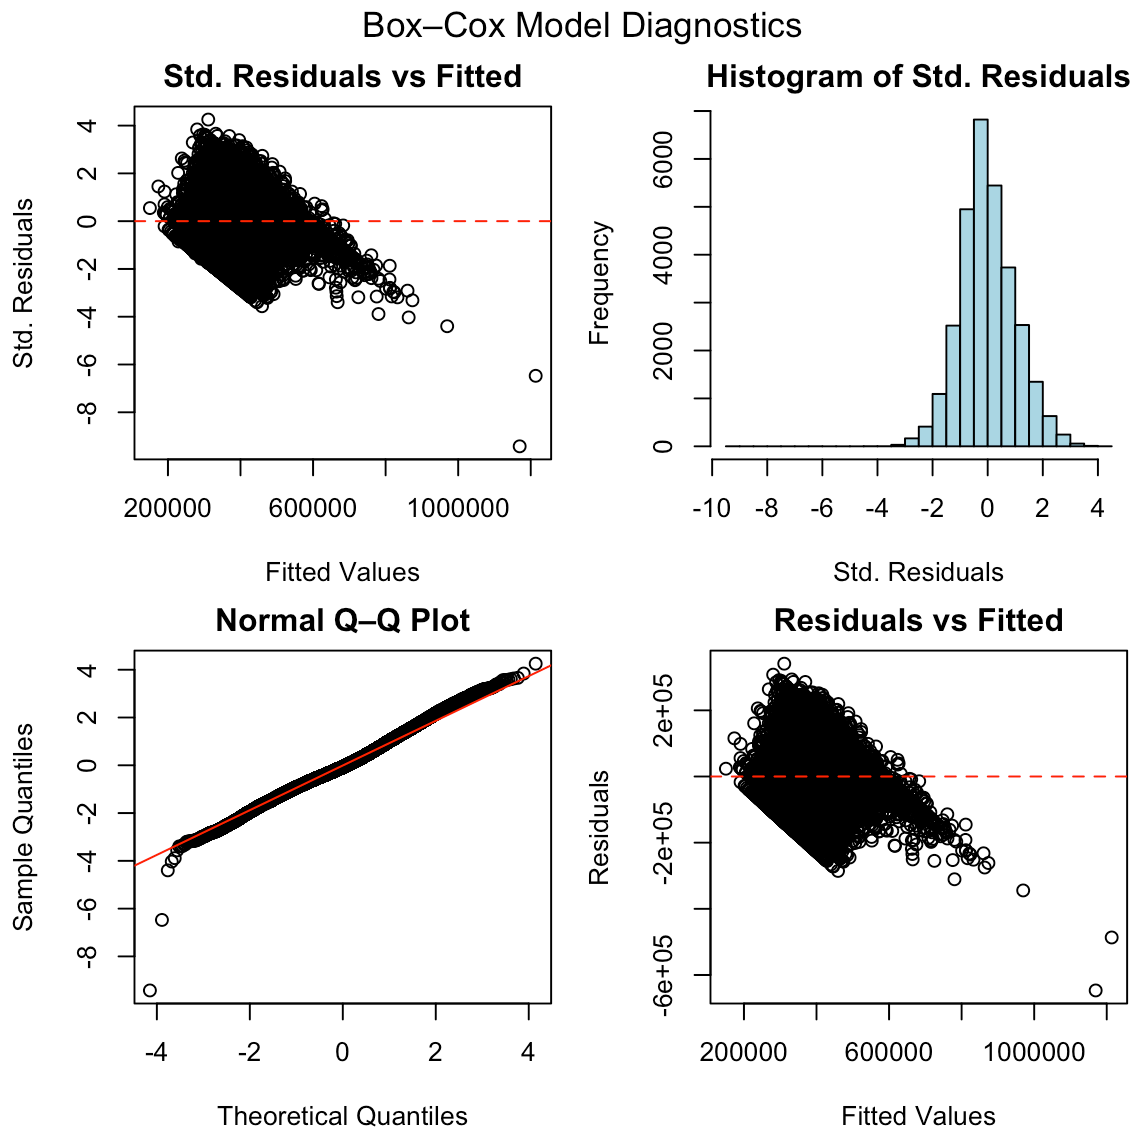 Box–Cox Model Diagnostics
Std. Residuals vs Fitted
Std. Residuals
4
2
0
-2
-4
-6
-8
200000 600000 1000000
Fitted Values
Histogram of Std. Residuals
Frequency
6000
4000
2000
0
-10 -8 -6 -4 -2 0 2 4
Std. Residuals
Normal Q–Q Plot
Sample Quantiles
4
2
0
-2
-4
-6
-8
-4 -2 0 2 4
Theoretical Quantiles
Residuals vs Fitted
Residuals
2e+05
-2e+05
-6e+05
200000 600000 1000000
Fitted Values